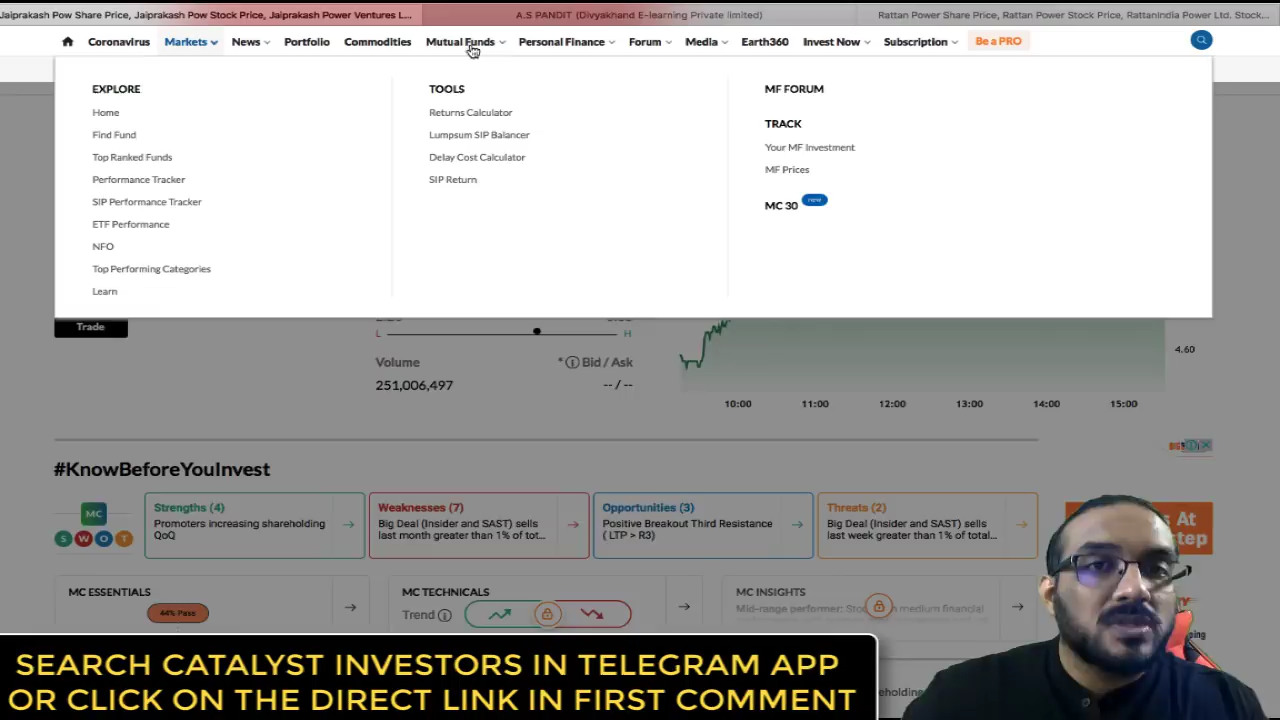 Jaiprakash Pow Share Price, Jaiprakash Pow Stock Price, Jaiprakash Power Ventures L...
A.S PANDIT (Divyakhand E-learning Private limited)
Rattan Power Share Price, Rattan Power Stock Price, RattanIndia Power Ltd. Stock...
Coronavirus Markets News Portfolio Commodities Mutual Funds Personal Finance Forum Media Earth360 Invest Now Subscription Be a PRO
EXPLORE
Home
Find Fund
Top Ranked Funds
Performance Tracker
SIP Performance Tracker
ETF Performance
NFO
Top Performing Categories
Learn
TOOLS
Returns Calculator
Lumpsum SIP Balancer
Delay Cost Calculator
SIP Return
MF FORUM
TRACK
Your MF Investment
MF Prices
MC 30 new
Trade
L H
Volume * Bid / Ask
251,006,497 -- / --
4.60
10:00 11:00 12:00 13:00 14:00 15:00
#KnowBeforeYouInvest
MC
S W O T
Strengths (4)
Promoters increasing shareholding
QoQ
Weaknesses (7)
Big Deal (Insider and SAST) sells
last month greater than 1% of tot...
Opportunities (3)
Positive Breakout Third Resistance
( LTP > R3)
Threats (2)
Big Deal (Insider and SAST) sells
last week greater than 1% of total...
MC ESSENTIALS
44% Pass
MC TECHNICALS
Trend
MC INSIGHTS
Mid-range performer:
medium financial
s At
step
SEARCH CATALYST INVESTORS IN TELEGRAM APP
OR CLICK ON THE DIRECT LINK IN FIRST COMMENT